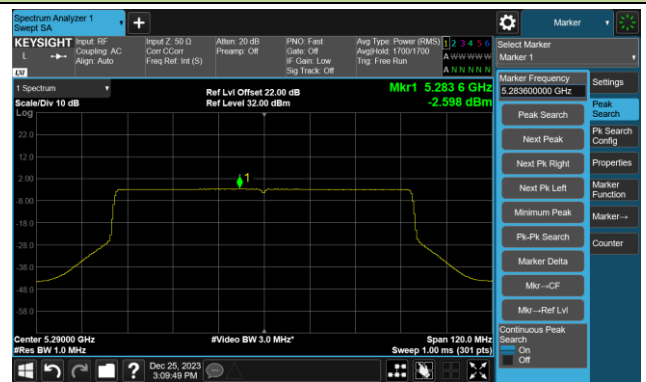 Spectrum Analyzer 1
Swept SA
Marker
KEYSIGHT
L
LXI
Input: RF
Coupling: AC
Align: Auto
Input Z: 50 Ω
Corr CCorr
Freq Ref: Int (S)
Atten: 20 dB
Preamp: Off
PNO: Fast
Gate: Off
IF Gain: Low
Sig Track: Off
Avg Type: Power (RMS)
Avg|Hold: 1700/1700
Trig: Free Run
1 2 3 4 5 6
A W W W W W
A N N N N N
Select Marker
Marker 1
1 Spectrum
Scale/Div 10 dB
Log
Ref Lvl Offset 22.00 dB
Ref Level 32.00 dBm
Mkr1 5.283 6 GHz
-2.598 dBm
22.0
12.0
2.00
-8.00
-18.0
-28.0
-38.0
-48.0
-58.0
1
Center 5.29000 GHz
#Res BW 1.0 MHz
#Video BW 3.0 MHz*
Span 120.0 MHz
Sweep 1.00 ms (301 pts)
Marker Frequency
5.283600000 GHz
Peak Search
Next Peak
Next Pk Right
Next Pk Left
Minimum Peak
Pk-Pk Search
Marker Delta
Mkr→CF
Mkr→Ref Lvl
Continuous Peak
Search
On
Off
Settings
Peak
Search
Pk Search
Config
Properties
Marker
Function
Marker→
Counter
?
Dec 25, 2023
3:09:49 PM